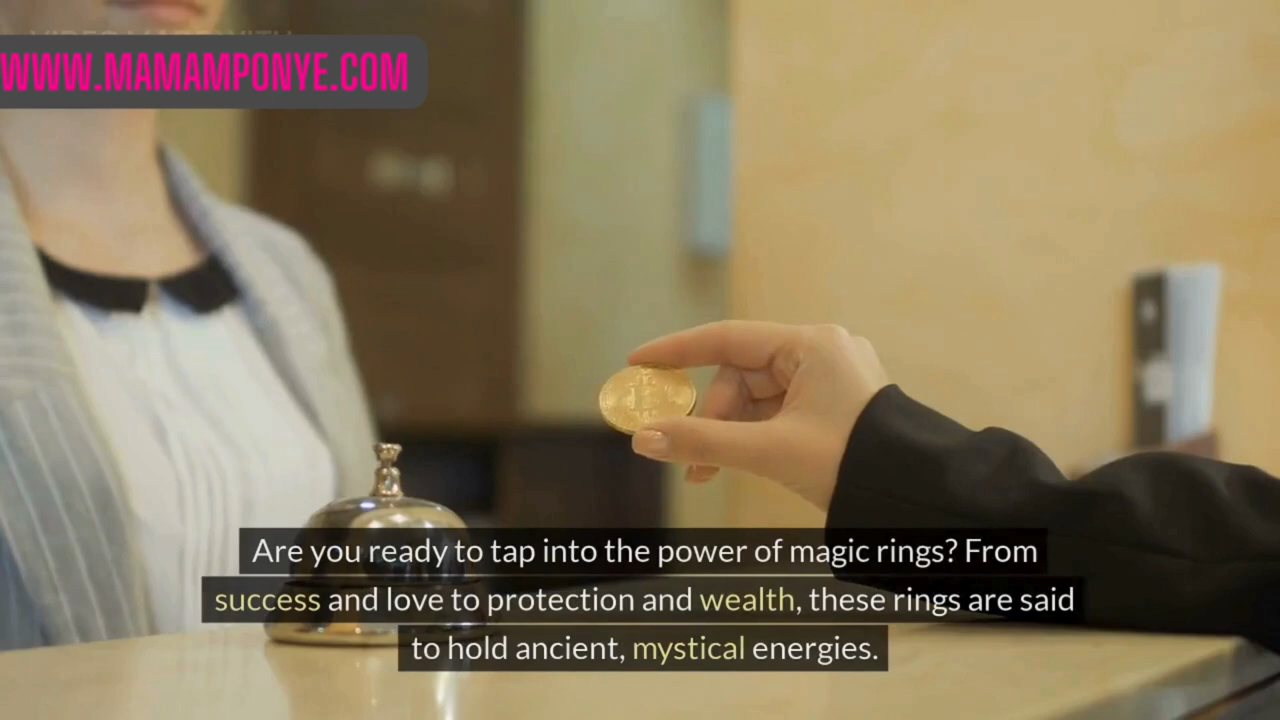 WWW.MAMAMPONYE.COM
Are you ready to tap into the power of magic rings? From
success and love to protection and wealth, these rings are said
to hold ancient, mystical energies.